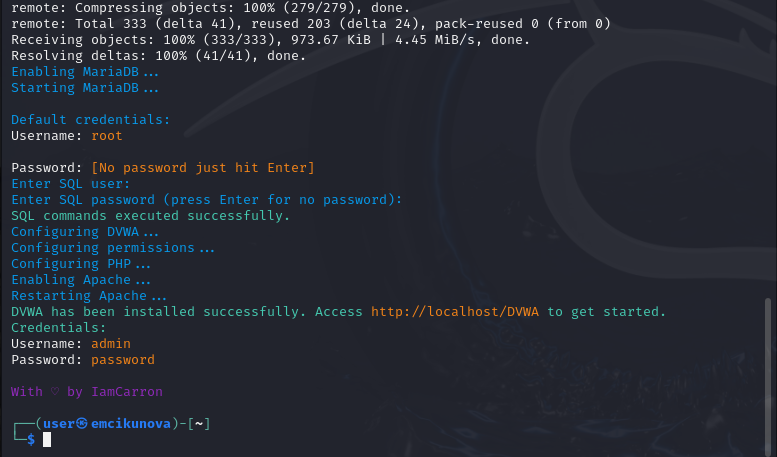 remote: Compressing objects: 100% (279/279), done.
remote: Total 333 (delta 41), reused 203 (delta 24), pack-reused 0 (from 0)
Receiving objects: 100% (333/333), 973.67 KiB | 4.45 MiB/s, done.
Resolving deltas: 100% (41/41), done.
Enabling MariaDB...
Starting MariaDB...
Default credentials:
Username: root
Password: [No password just hit Enter]
Enter SQL user:
Enter SQL password (press Enter for no password):
SQL commands executed successfully.
Configuring DVWA...
Configuring permissions...
Configuring PHP...
Enabling Apache...
Restarting Apache...
DVWA has been installed successfully. Access http://localhost/DVWA to get started.
Credentials:
Username: admin
Password: password
With ♡ by IamCarron
┌──(user㉿emcikunova)-[~]
└─$